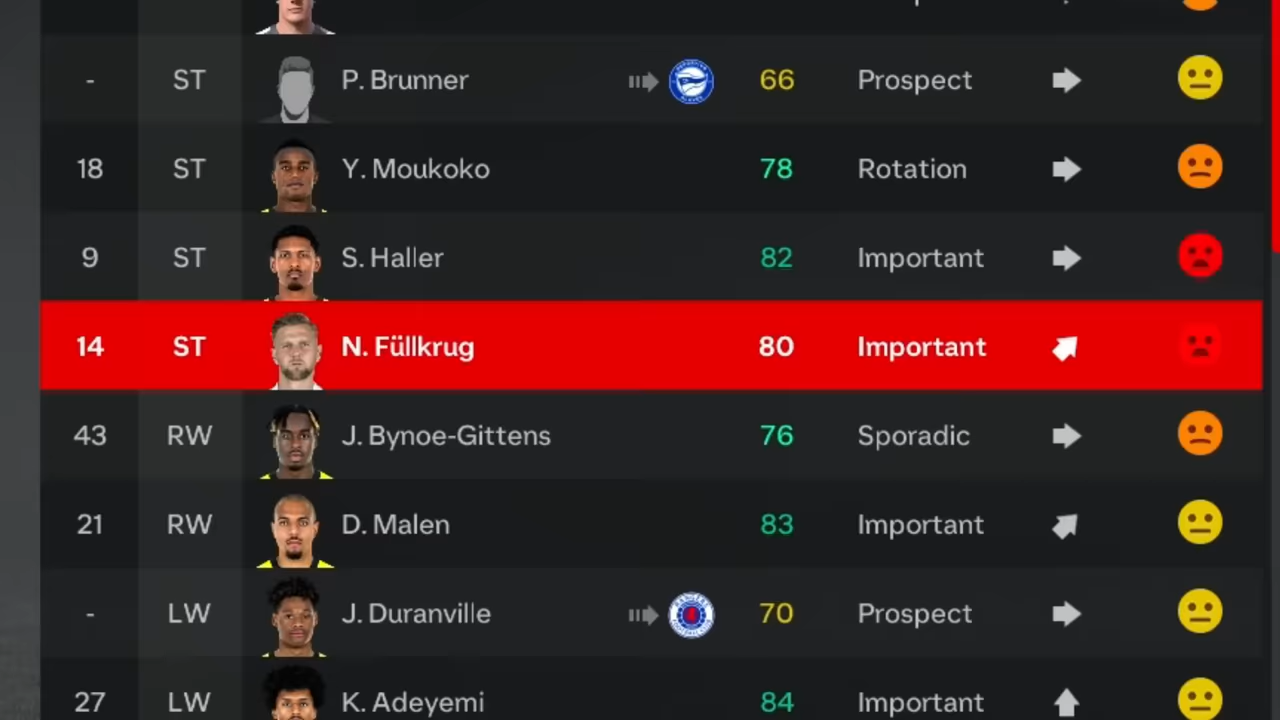 - ST P. Brunner 66 Prospect
18 ST Y. Moukoko 78 Rotation
9 ST S. Haller 82 Important
14 ST N. Füllkrug 80 Important
43 RW J. Bynoe-Gittens 76 Sporadic
21 RW D. Malen 83 Important
- LW J. Duranville 70 Prospect
27 LW K. Adeyemi 84 Important